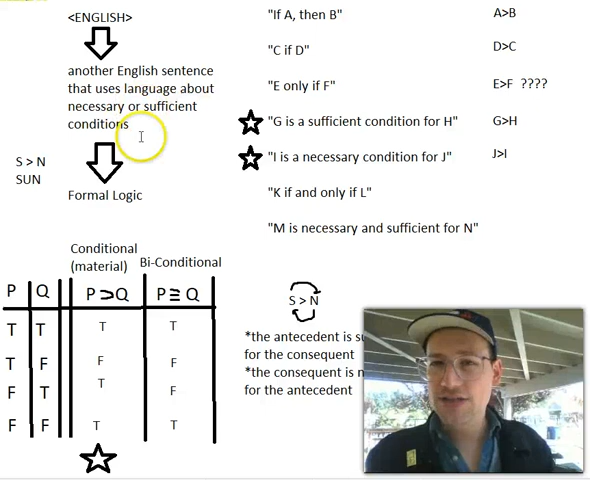 <ENGLISH>
another English sentence
that uses language about
necessary or sufficient
conditions
S > N
SUN
Formal Logic
"If A, then B" A>B
"C if D" D>C
"E only if F" E>F ????
"G is a sufficient condition for H" G>H
"I is a necessary condition for J" J>I
"K if and only if L"
"M is necessary and sufficient for N"
Conditional
(material)
Bi-Conditional
P Q P⊃Q P≡Q
T T T T
T F F F
F T T F
F F T T
S > N
*the antecedent is
for the consequent
*the consequent is
for the antecedent